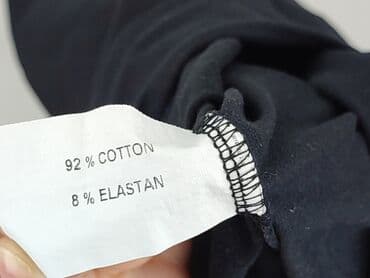 92 % COTTON
8 % ELASTAN